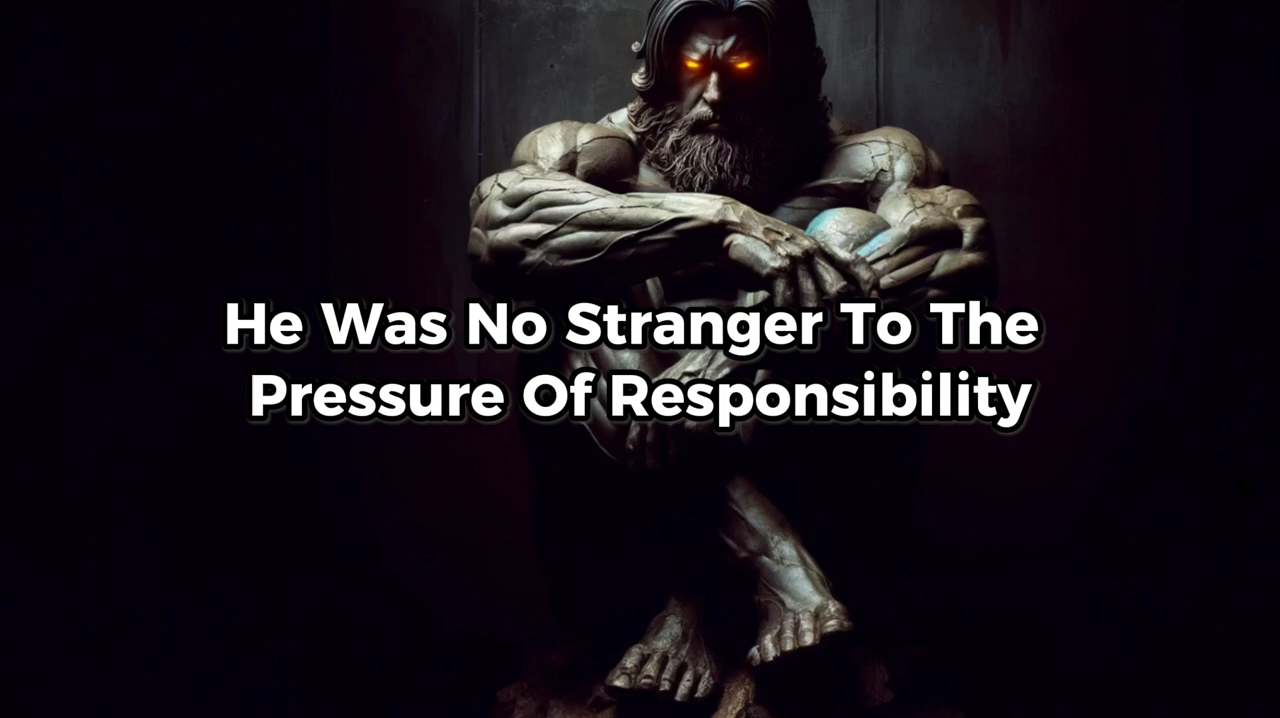 He Was No Stranger To The
Pressure Of Responsibility